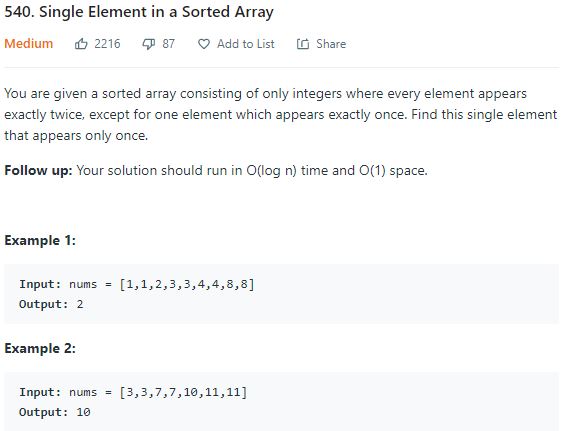 540. Single Element in a Sorted Array
Medium 2216 87 Add to List Share
You are given a sorted array consisting of only integers where every element appears
exactly twice, except for one element which appears exactly once. Find this single element
that appears only once.
Follow up: Your solution should run in O(log n) time and O(1) space.
Example 1:
Input: nums = [1,1,2,3,3,4,4,8,8]
Output: 2
Example 2:
Input: nums = [3,3,7,7,10,11,11]
Output: 10